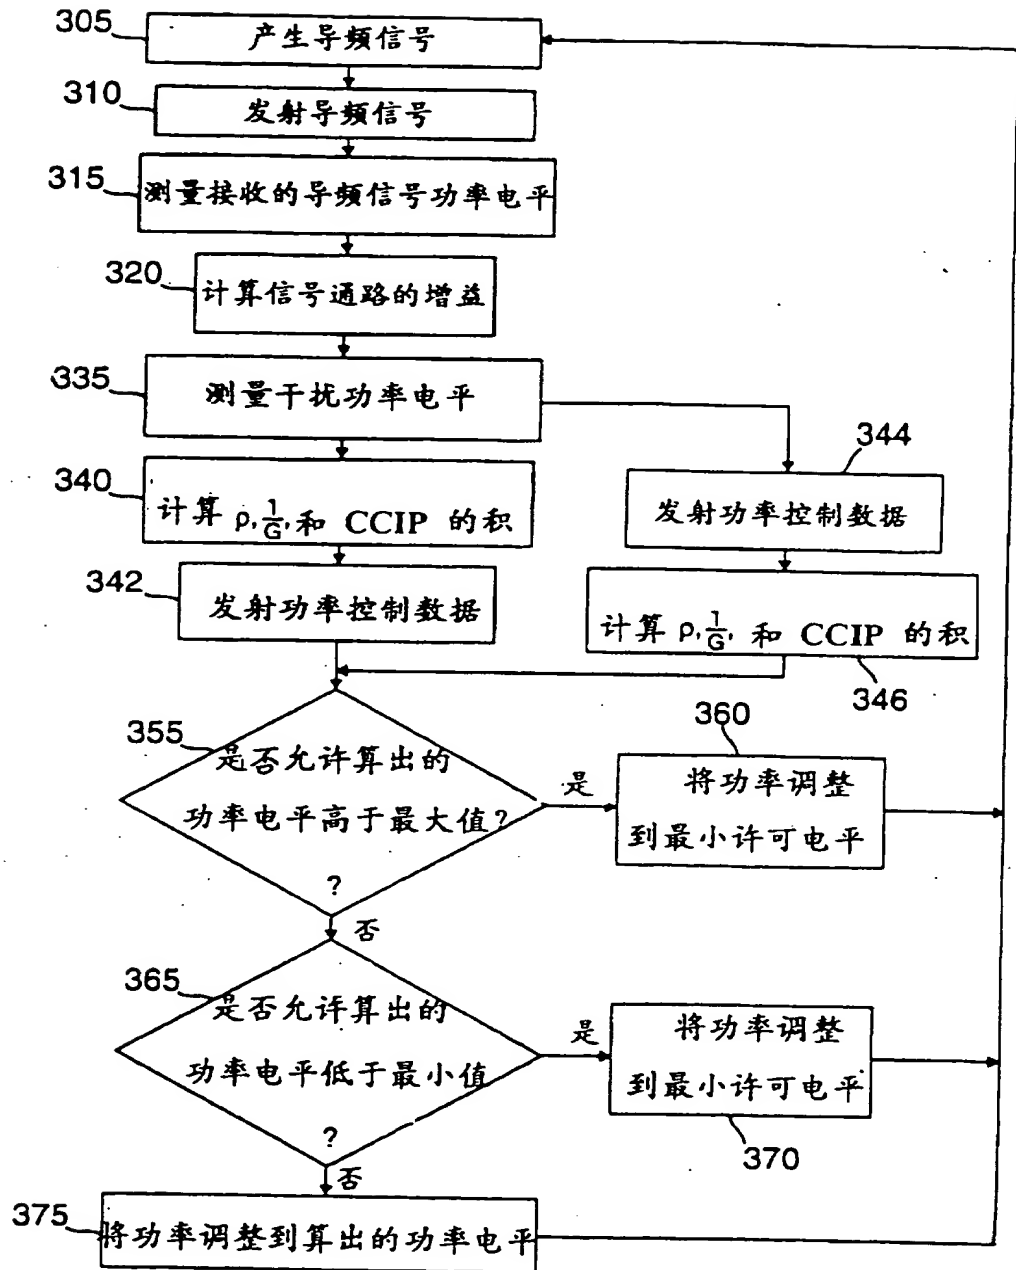 305
产生导频信号
310
发射导频信号
315
测量接收的导频信号功率电平
320
计算信号通路的增益
335
测量干扰功率电平
340
计算 ρ, 1/G, 和 CCIP 的积
344
发射功率控制数据
342
发射功率控制数据
计算 ρ, 1/G, 和 CCIP 的积
346
355
是否允许算出的
功率电平高于最大值?
?
是
360
将功率调整
到最小许可电平
否
365
是否允许算出的
功率电平低于最小值
?
是
将功率调整
到最小许可电平
370
否
375
将功率调整到算出的功率电平